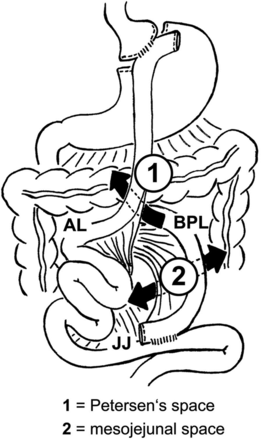 1
AL
BPL
2
JJ
1 = Petersen's space
2 = mesojejunal space